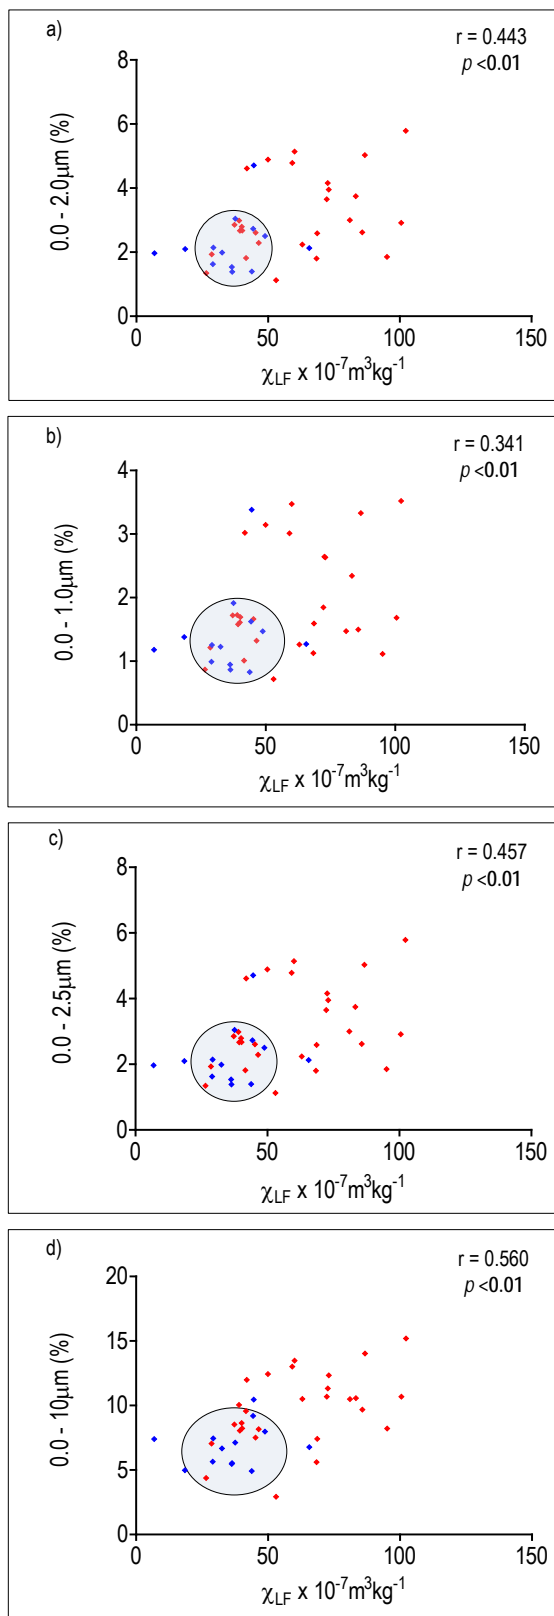 a)
r = 0.443
p <0.01
0.0 - 2.0μm (%)
8
6
4
2
0
0
50
100
150
χLF x 10⁻⁷m³kg⁻¹
b)
r = 0.341
p <0.01
0.0 - 1.0μm (%)
4
3
2
1
0
0
50
100
150
χLF x 10⁻⁷m³kg⁻¹
c)
r = 0.457
p <0.01
0.0 - 2.5μm (%)
8
6
4
2
0
0
50
100
150
χLF x 10⁻⁷m³kg⁻¹
d)
r = 0.560
p <0.01
0.0 - 10μm (%)
20
15
10
5
0
0
50
100
150
χLF x 10⁻⁷m³kg⁻¹